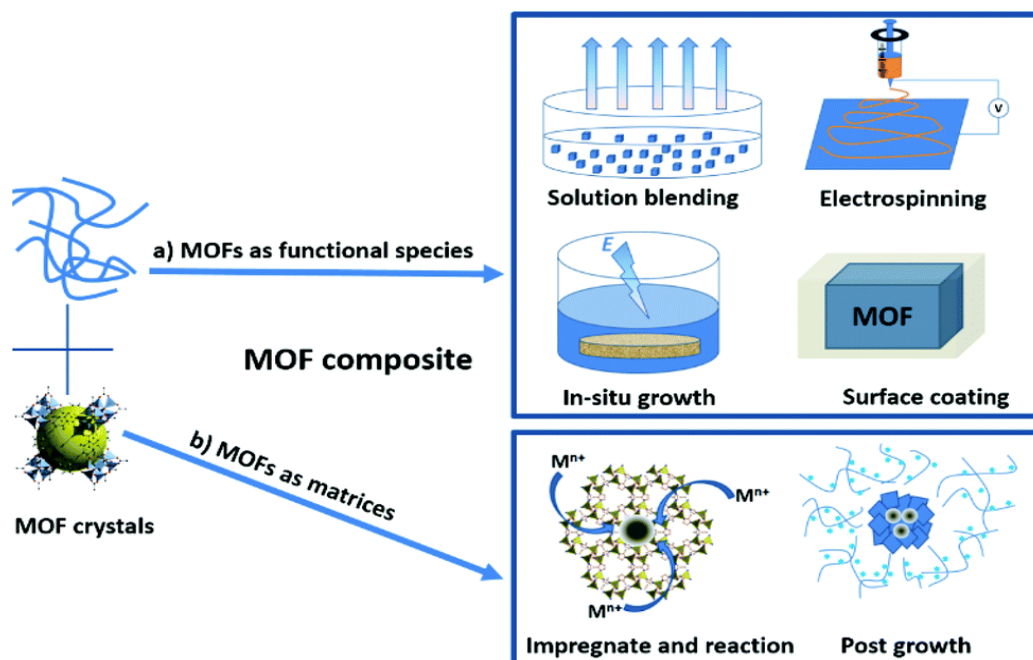 Solution blending
V
Electrospinning
a) MOFs as functional species
E
MOF
MOF composite
In-situ growth
Surface coating
MOF crystals
b) MOFs as matrices
Mⁿ⁺
Mⁿ⁺
Mⁿ⁺
Impregnate and reaction
Post growth